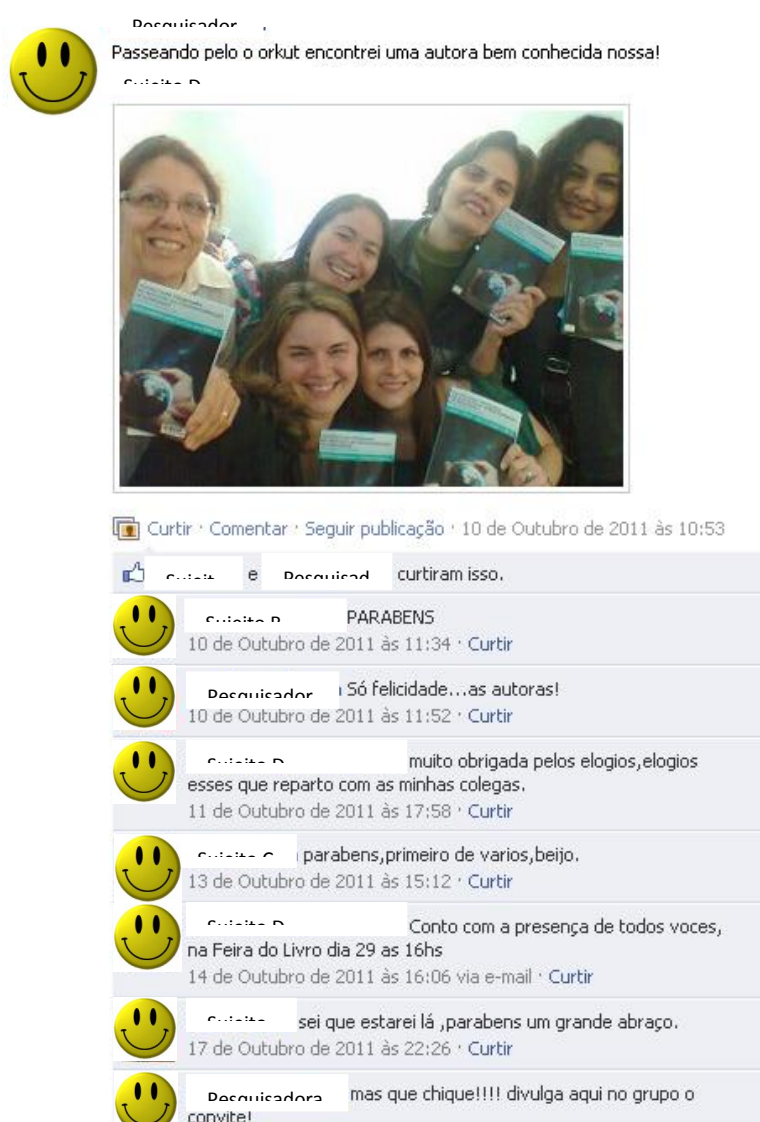 Pesquisador
Passeando pelo o orkut encontrei uma autora bem conhecida nossa!
Sujeito D
Curtir · Comentar · Seguir publicação · 10 de Outubro de 2011 às 10:53
e Pesquisad curtiram isso.
PARABENS
10 de Outubro de 2011 às 11:34 · Curtir
Pesquisador Só felicidade...as autoras!
10 de Outubro de 2011 às 11:52 · Curtir
Sujeito D muito obrigada pelos elogios,elogios
esses que reparto com as minhas colegas.
11 de Outubro de 2011 às 17:58 · Curtir
parabens,primeiro de varios,beijo.
13 de Outubro de 2011 às 15:12 · Curtir
Sujeito D Conto com a presença de todos voces,
na Feira do Livro dia 29 as 16hs
14 de Outubro de 2011 às 16:06 via e-mail · Curtir
sei que estarei lá ,parabens um grande abraço.
17 de Outubro de 2011 às 22:26 · Curtir
Pesquisadora mas que chique!!!! divulga aqui no grupo o
convite!